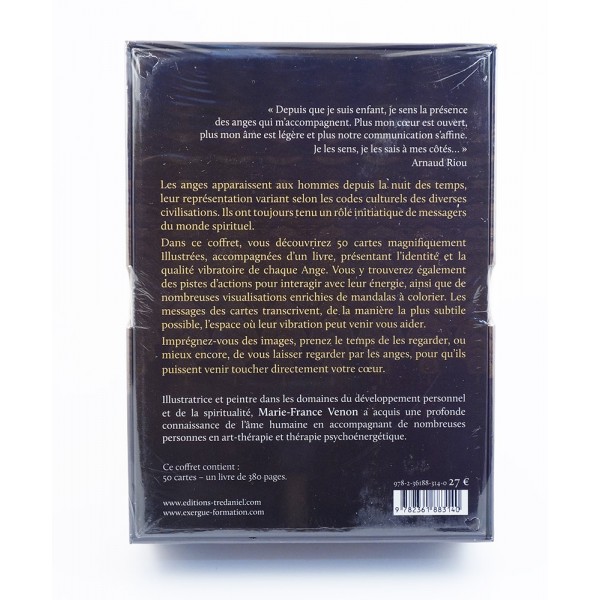 « Depuis que je suis enfant, je sens la présence
des anges qui m'accompagnent. Plus mon cœur est ouvert,
plus mon âme est légère et plus notre communication s'affine.
Je les sens, je les sais à mes côtés... »
Arnaud Riou
Les anges apparaissent aux hommes depuis la nuit des temps,
leur représentation variant selon les codes culturels des diverses
civilisations. Ils ont toujours tenu un rôle initiatique de messagers
du monde spirituel.
Dans ce coffret, vous découvrirez 50 cartes magnifiquement
Illustrées, accompagnées d'un livre, présentant l'identité et la
qualité vibratoire de chaque Ange. Vous y trouverez également
des pistes d'actions pour interagir avec leur énergie, ainsi que de
nombreuses visualisations enrichies de mandalas à colorier. Les
messages des cartes transcrivent, de la manière la plus subtile
possible, l'espace où leur vibration peut venir vous aider.
Imprégnez-vous des images, prenez le temps de les regarder, ou
mieux encore, de vous laisser regarder par les anges, pour qu'ils
puissent venir toucher directement votre cœur.
Illustratrice et peintre dans les domaines du développement personnel
et de la spiritualité, Marie-France Venon a acquis une profonde
connaissance de l'âme humaine en accompagnant de nombreuses
personnes en art-thérapie et thérapie psychoénergétique.
Ce coffret contient :
50 cartes – un livre de 380 pages.
978-2-36188-314-0 27 €
www.editions-tredaniel.com
www.exergue-formation.com
9 782361 883140